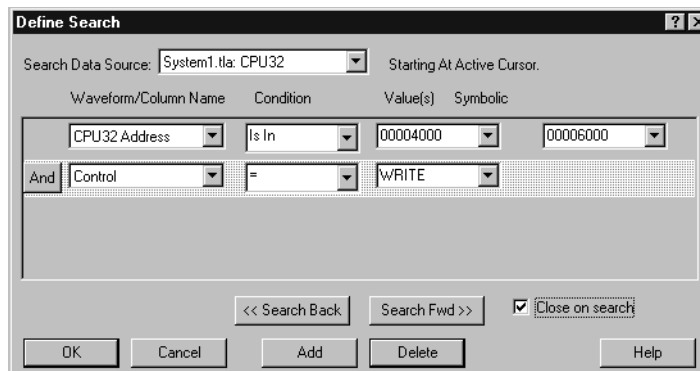 Define Search
Search Data Source: System1.tla: CPU32 Starting At Active Cursor.
Waveform/Column Name Condition Value(s) Symbolic
CPU32 Address Is In 00004000 00006000
And Control = WRITE
<< Search Back Search Fwd >> Close on search
OK Cancel Add Delete Help